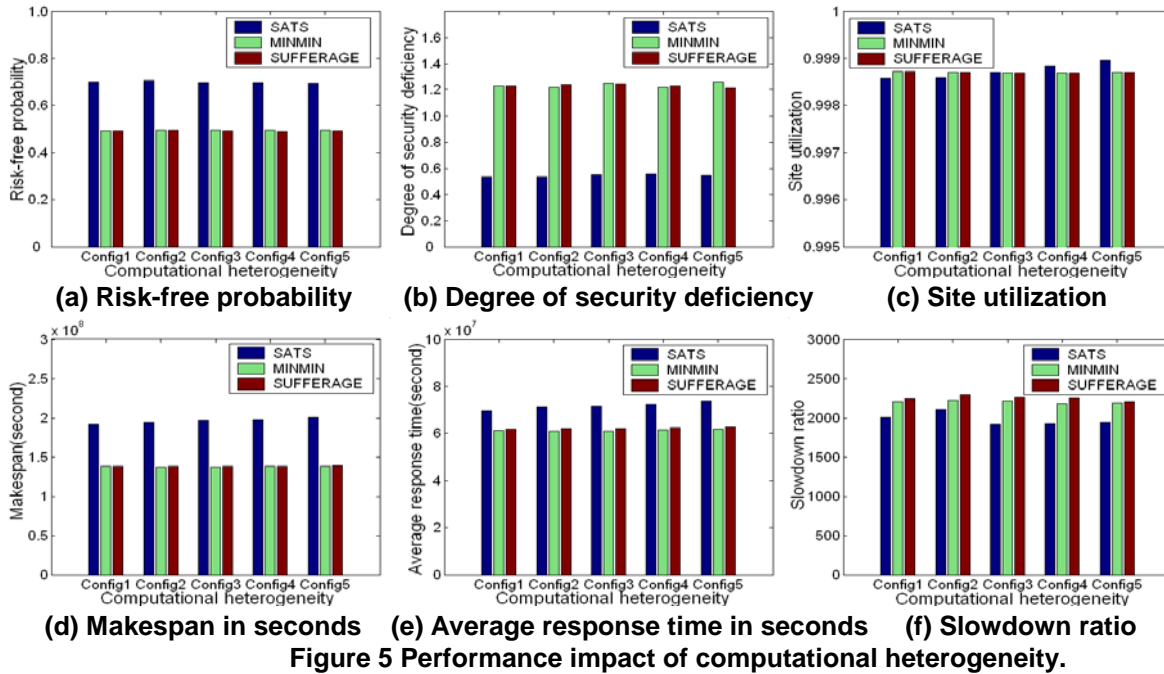 1.0
0.8
0.6
0.4
0.2
0
Risk-free probability
SATS
MINMIN
SUFFERAGE
Config1 Config2 Config3 Config4 Config5
Computational heterogeneity
(a) Risk-free probability
1.6
1.4
1.2
1.0
0.8
0.6
0.4
0.2
0
Degree of security deficiency
SATS
MINMIN
SUFFERAGE
Config1 Config2 Config3 Config4 Config5
Computational heterogeneity
(b) Degree of security deficiency
1
0.999
0.998
0.997
0.996
0.995
Site utilization
SATS
MINMIN
SUFFERAGE
Config1 Config2 Config3 Config4 Config5
Computational heterogeneity
(c) Site utilization
x 10^8
3
2.5
2
1.5
1
0.5
0
Makespan(second)
SATS
MINMIN
SUFFERAGE
Config1 Config2 Config3 Config4 Config5
Computational heterogeneity
(d) Makespan in seconds
x 10^7
10
8
6
4
2
0
Average response time(second)
SATS
MINMIN
SUFFERAGE
Config1 Config2 Config3 Config4 Config5
Computational heterogeneity
(e) Average response time in seconds
3000
2500
2000
1500
1000
500
0
Slowdown ratio
SATS
MINMIN
SUFFERAGE
Config1 Config2 Config3 Config4 Config5
Computational heterogeneity
(f) Slowdown ratio
Figure 5 Performance impact of computational heterogeneity.